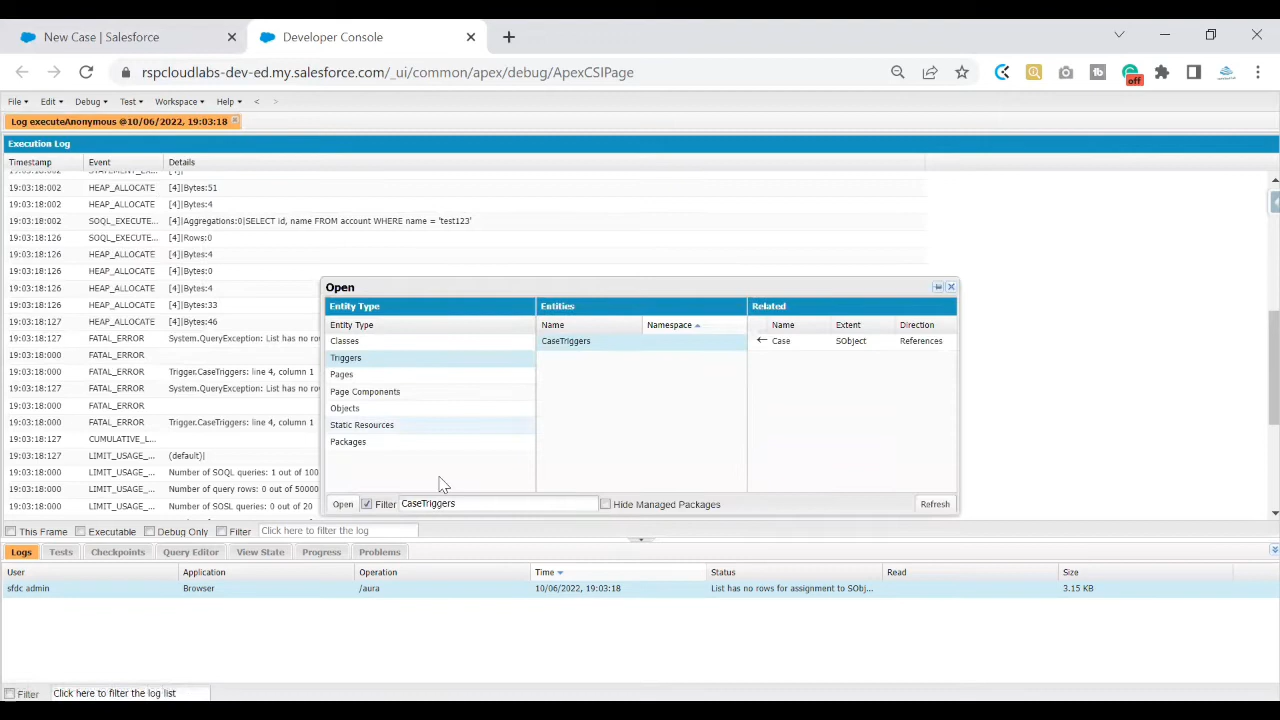 New Case | Salesforce
Developer Console
rspcloudlabs-dev-ed.my.salesforce.com/_ui/common/apex/debug/ApexCSIPage
off
File
Edit
Debug
Test
Workspace
Help
<
>
Log executeAnonymous @10/06/2022, 19:03:18
Execution Log
Timestamp Event Details
19:03:18:002 HEAP_ALLOCATE [4]|Bytes:51
19:03:18:002 HEAP_ALLOCATE [4]|Bytes:4
19:03:18:002 SOQL_EXECUTE... [4]|Aggregations:0|SELECT id, name FROM account WHERE name = 'test123'
19:03:18:126 SOQL_EXECUTE... [4]|Rows:0
19:03:18:126 HEAP_ALLOCATE [4]|Bytes:4
19:03:18:126 HEAP_ALLOCATE [4]|Bytes:0
19:03:18:126 HEAP_ALLOCATE [4]|Bytes:4
19:03:18:126 HEAP_ALLOCATE [4]|Bytes:33
19:03:18:127 HEAP_ALLOCATE [4]|Bytes:46
19:03:18:127 FATAL_ERROR System.QueryException: List has no ro
19:03:18:000 FATAL_ERROR
19:03:18:000 FATAL_ERROR Trigger.CaseTriggers: line 4, column 1
19:03:18:000 FATAL_ERROR System.QueryException: List has no ro
19:03:18:000 FATAL_ERROR
19:03:18:000 FATAL_ERROR Trigger.CaseTriggers: line 4, column 1
19:03:18:127 CUMULATIVE_L...
19:03:18:127 LIMIT_USAGE_... (default)|
19:03:18:000 LIMIT_USAGE_... Number of SOQL queries: 1 out of 100
19:03:18:000 LIMIT_USAGE_... Number of query rows: 0 out of 50000
19:03:18:000 LIMIT_USAGE_... Number of SOSL queries: 0 out of 20
Open
Entity Type Entities Related
Entity Type Name Namespace Name Extent Direction
Classes CaseTriggers Case SObject References
Triggers
Pages
Page Components
Objects
Static Resources
Packages
Open Filter CaseTriggers Hide Managed Packages Refresh
This Frame Executable Debug Only Filter Click here to filter the log
Logs Tests Checkpoints Query Editor View State Progress Problems
User Application Operation Time Status Read Size
sfdc admin Browser /aura 10/06/2022, 19:03:18 List has no rows for assignment to SObj... 3.15 KB
Filter Click here to filter the log list